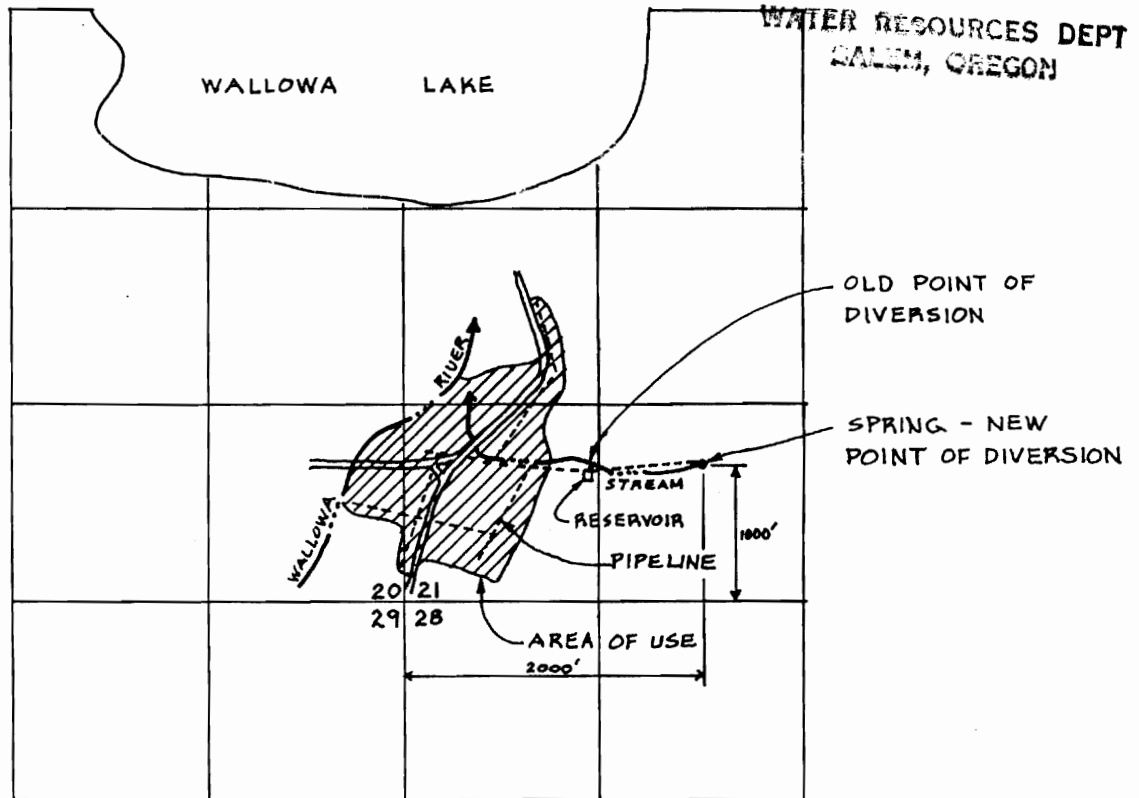 WATER RESOURCES DEPT
SALEM, OREGON
WALLOWA LAKE
OLD POINT OF
DIVERSION
RIVER
SPRING - NEW
POINT OF DIVERSION
STREAM
RESERVOIR
1000'
WALLOWA
PIPELINE
20 21
29 28
AREA OF USE
2000'